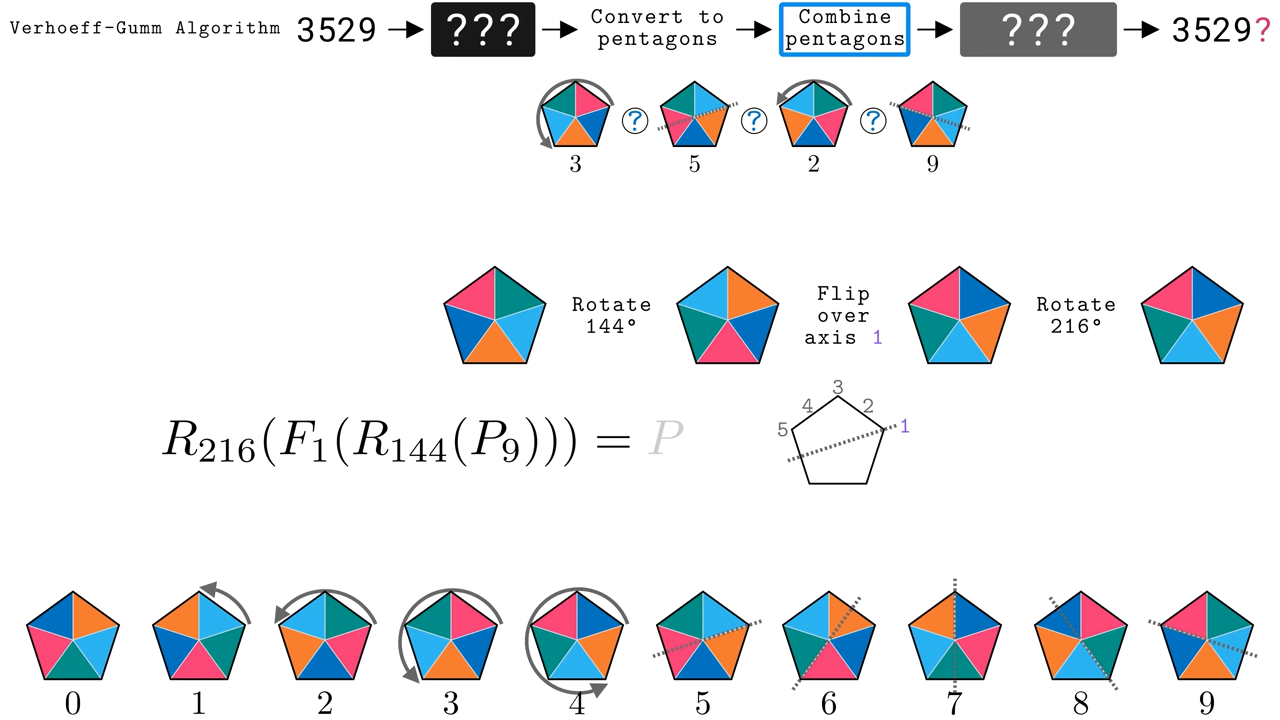 Verhoeff-Gumm Algorithm 3529 ??? Convert to pentagons Combine pentagons ??? 3529?
3 ? 5 ? 2 ? 9
Rotate 144°
Flip over axis 1
Rotate 216°
R₂₁₆(F₁(R₁₄₄(P₉))) = P
5 4 3 2 1
0 1 2 3 4 5 6 7 8 9